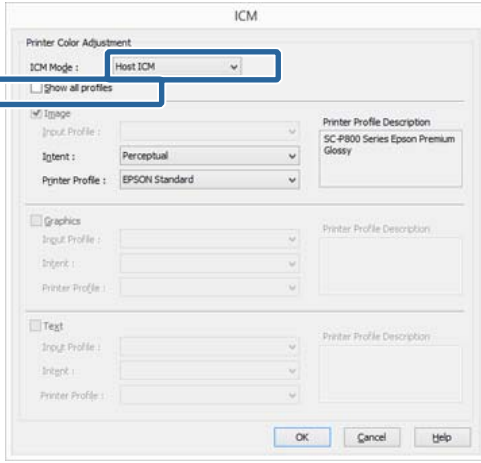 ICM
Printer Color Adjustment
ICM Mode : Host ICM
Show all profiles
Image
Input Profile :
Intent : Perceptual
Printer Profile : EPSON Standard
Printer Profile Description
SC-P800 Series Epson Premium
Glossy
Graphics
Input Profile :
Intent :
Printer Profile :
Printer Profile Description
Text
Input Profile :
Intent :
Printer Profile :
Printer Profile Description
OK Cancel Help